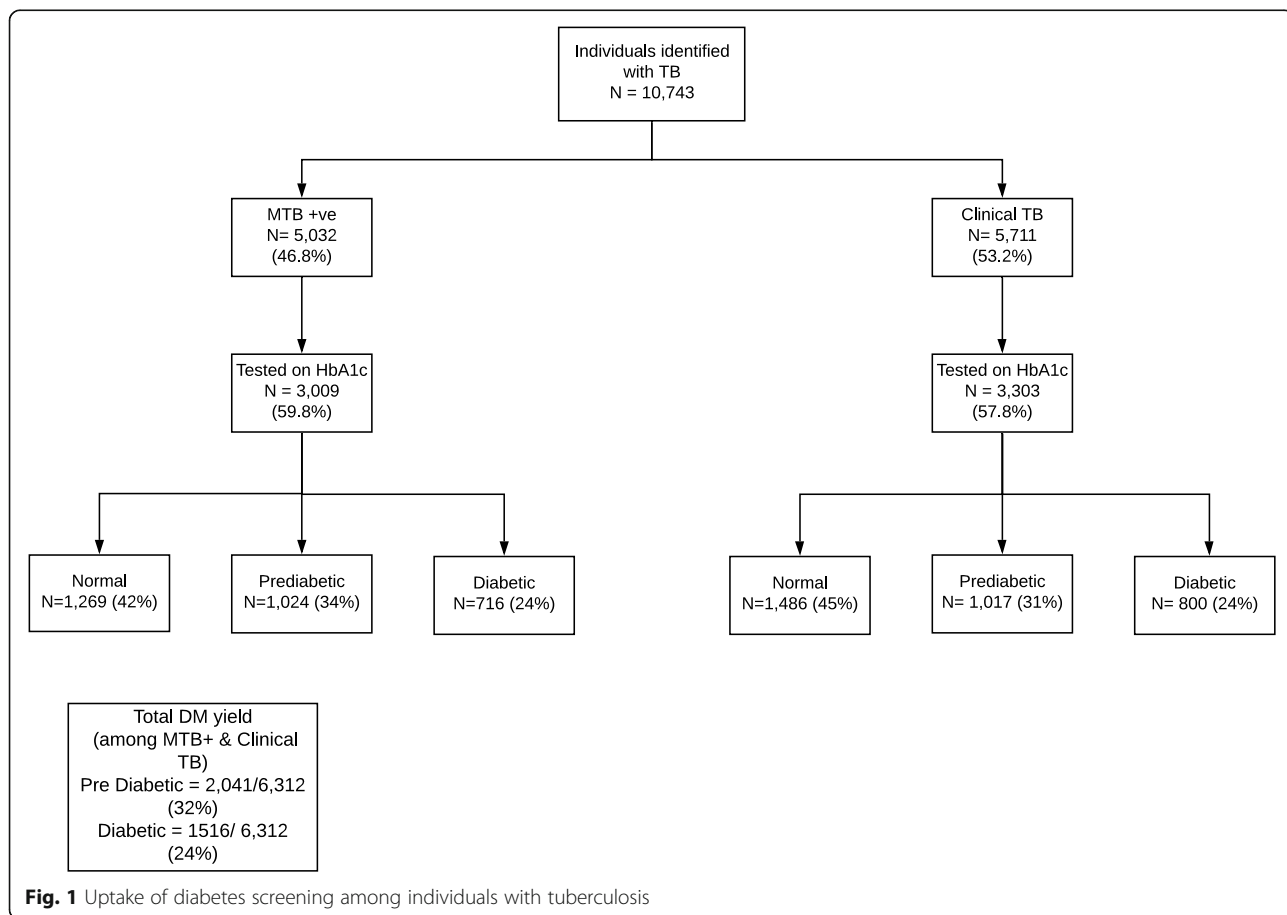 Individuals identified
with TB
N = 10,743
MTB +ve
N= 5,032
(46.8%)
Clinical TB
N= 5,711
(53.2%)
Tested on HbA1c
N = 3,009
(59.8%)
Tested on HbA1c
N = 3,303
(57.8%)
Normal
N=1,269 (42%)
Prediabetic
N=1,024 (34%)
Diabetic
N=716 (24%)
Normal
N=1,486 (45%)
Prediabetic
N= 1,017 (31%)
Diabetic
N= 800 (24%)
Total DM yield
(among MTB+ & Clinical
TB)
Pre Diabetic = 2,041/6,312
(32%)
Diabetic = 1516/ 6,312
(24%)
Fig. 1 Uptake of diabetes screening among individuals with tuberculosis